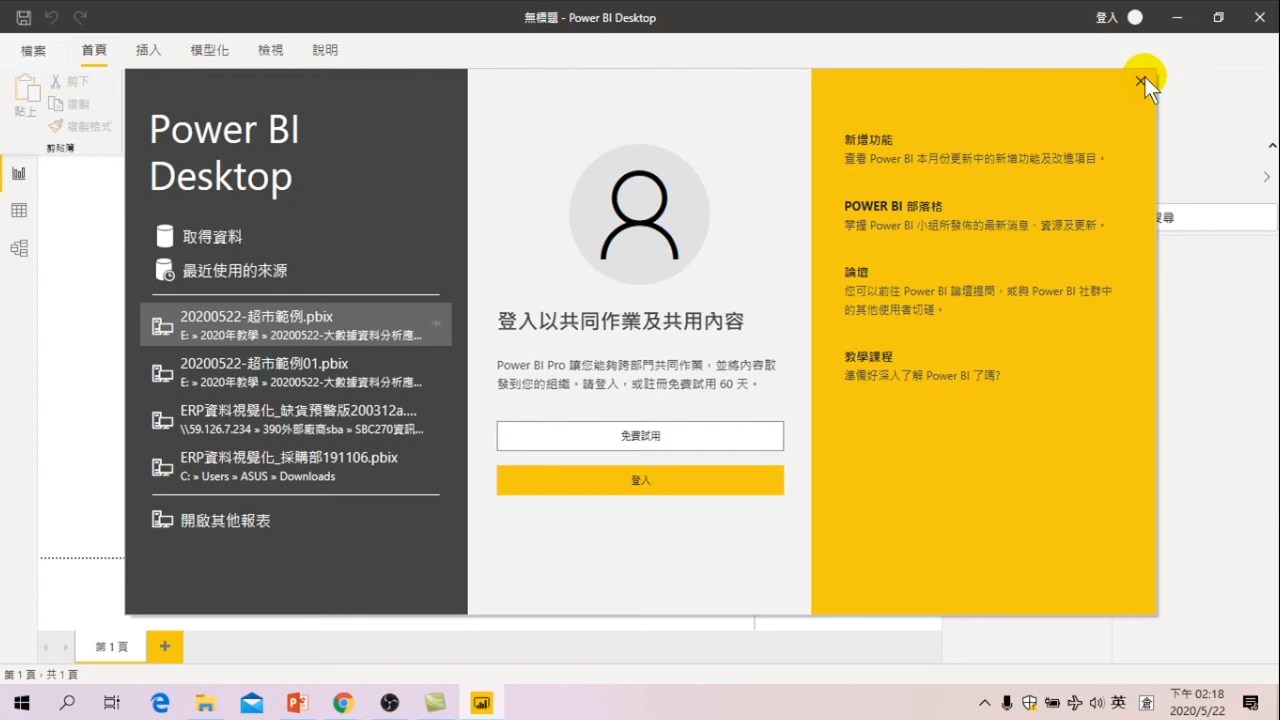 無標題 - Power BI Desktop
登入
檔案
首頁
插入
模型化
檢視
說明
貼上
剪下
複製
複製格式
剪貼簿
Power BI
Desktop
取得資料
最近使用的來源
20200522-超市範例.pbix
E: » 2020年教學 » 20200522-大數據資料分析應...
20200522-超市範例01.pbix
E: » 2020年教學 » 20200522-大數據資料分析應...
ERP資料視覺化_缺貨預警版200312a....
\\59.126.7.234 » 390外部廠商sba » SBC270資訊...
ERP資料視覺化_採購部191106.pbix
C: » Users » ASUS » Downloads
開啟其他報表
登入以共同作業及共用內容
Power BI Pro 讓您能夠跨部門共同作業，並將內容散
發到您的組織。請登入，或註冊免費試用 60 天。
免費試用
登入
新增功能
查看 Power BI 本月份更新中的新增功能及改進項目。
POWER BI 部落格
掌握 Power BI 小組所發佈的最新消息、資源及更新。
論壇
您可以前往 Power BI 論壇提問，或與 Power BI 社群中
的其他使用者切磋。
教學課程
準備好深入了解 Power BI 了嗎?
搜尋
第 1 頁
第 1 頁，共 1 頁
英
倉
下午 02:18
2020/5/22